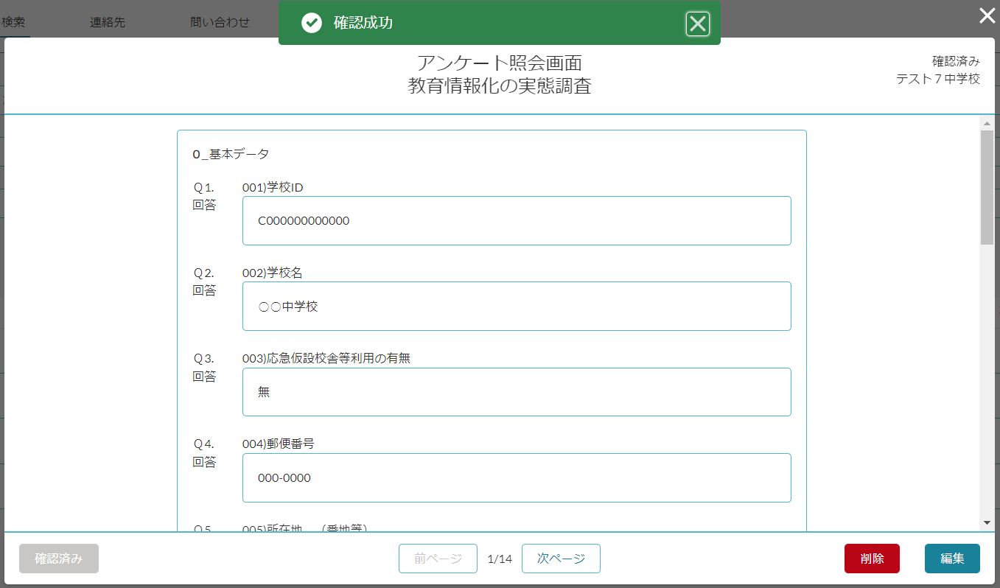 検索 連絡先 問い合わせ
確認成功
アンケート照会画面
教育情報化の実態調査
確認済み
テスト７中学校
0_基本データ
Ｑ1. 001)学校ID
回答
C000000000000
Ｑ2. 002)学校名
回答
○○中学校
Ｑ3. 003)応急仮設校舎等利用の有無
回答
無
Ｑ4. 004)郵便番号
回答
000-0000
Ｑ5. 005)所在地　（番地等）
確認済み 前ページ 1/14 次ページ 削除 編集